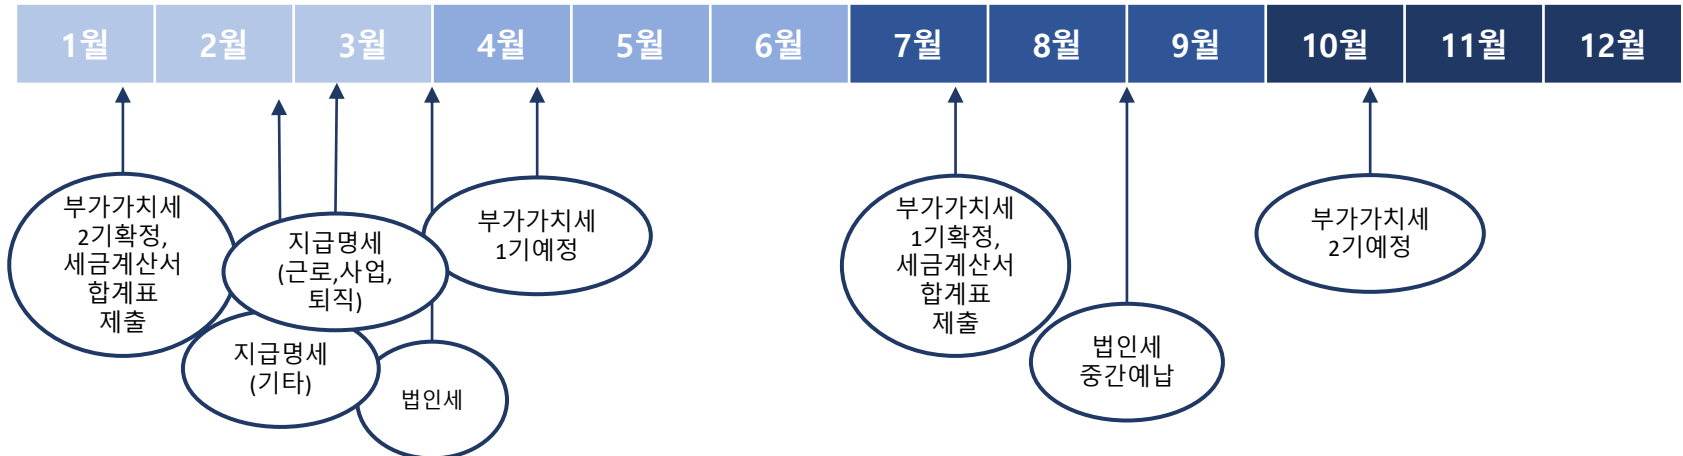 1월 2월 3월 4월 5월 6월 7월 8월 9월 10월 11월 12월
부가가치세
2기확정,
세금계산서
합계표
제출
지급명세
(기타)
지급명세
(근로,사업,
퇴직)
법인세
부가가치세
1기예정
부가가치세
1기확정,
세금계산서
합계표
제출
법인세
중간예납
부가가치세
2기예정